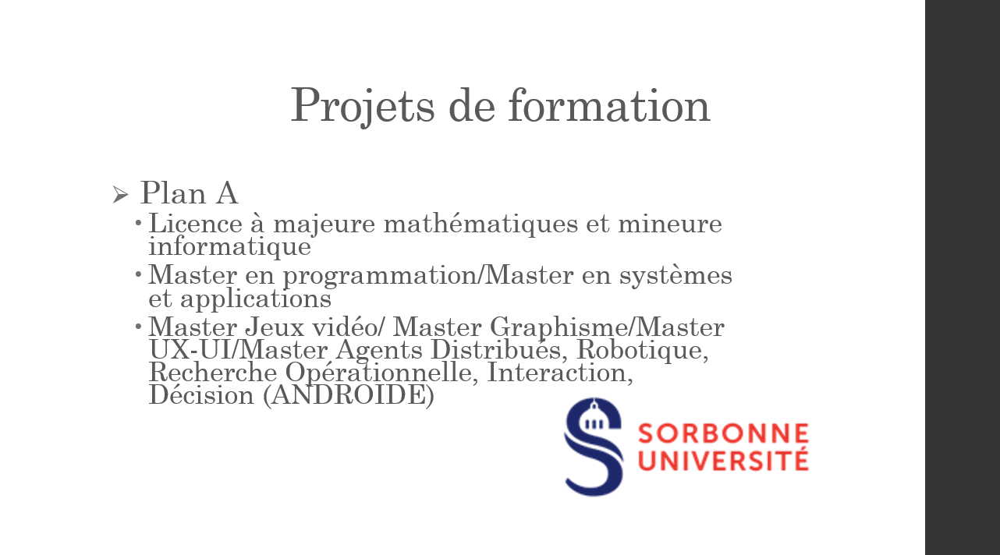 Projets de formation
Plan A
Licence à majeure mathématiques et mineure
informatique
Master en programmation/Master en systèmes
et applications
Master Jeux vidéo/ Master Graphisme/Master
UX-UI/Master Agents Distribués, Robotique,
Recherche Opérationnelle, Interaction,
Décision (ANDROIDE)
SORBONNE
UNIVERSITÉ